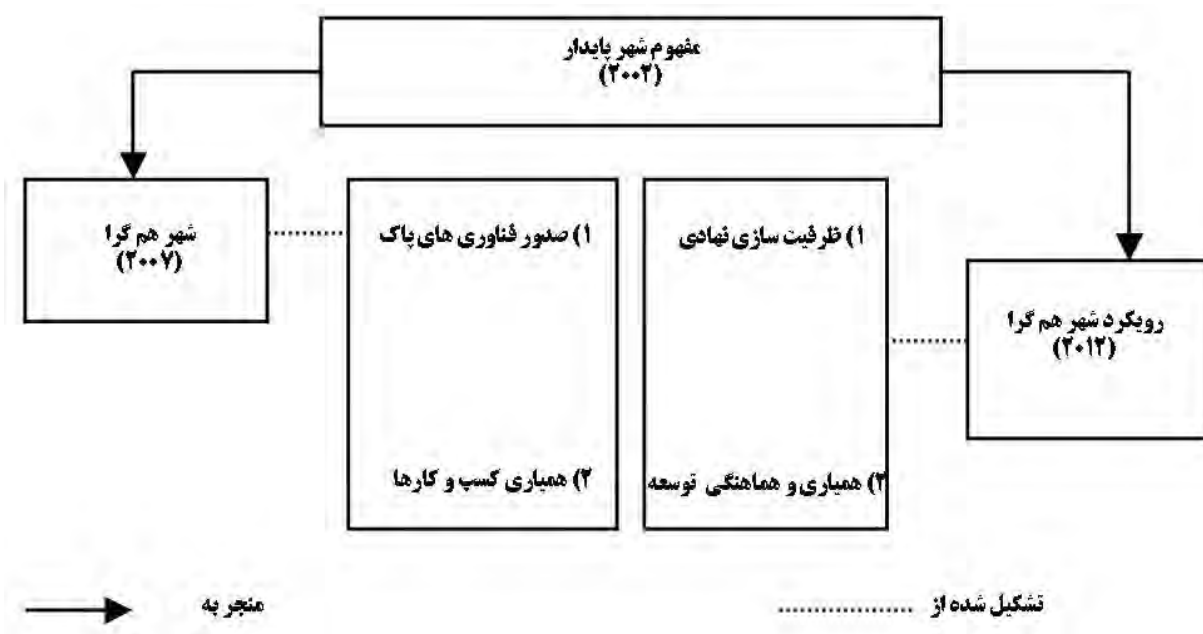 مفهوم شهر پایدار
(۲۰۰۲)
شهر هم گرا
(۲۰۰۷)
۱) صدور فناوری های پاک
۲) همیاری کسب و کارها
۱) ظرفیت سازی نهادی
۲) همیاری و هماهنگی توسعه
رویکرد شهر هم گرا
(۲۰۱۲)
منجر به
تشکیل شده از